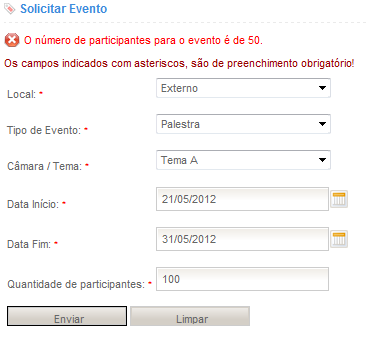 Solicitar Evento
O número de participantes para o evento é de 50.
Os campos indicados com asteriscos, são de preenchimento obrigatório!
Local: * Externo
Tipo de Evento: * Palestra
Câmara / Tema: * Tema A
Data Início: * 21/05/2012
Data Fim: * 31/05/2012
Quantidade de participantes: * 100
Enviar Limpar